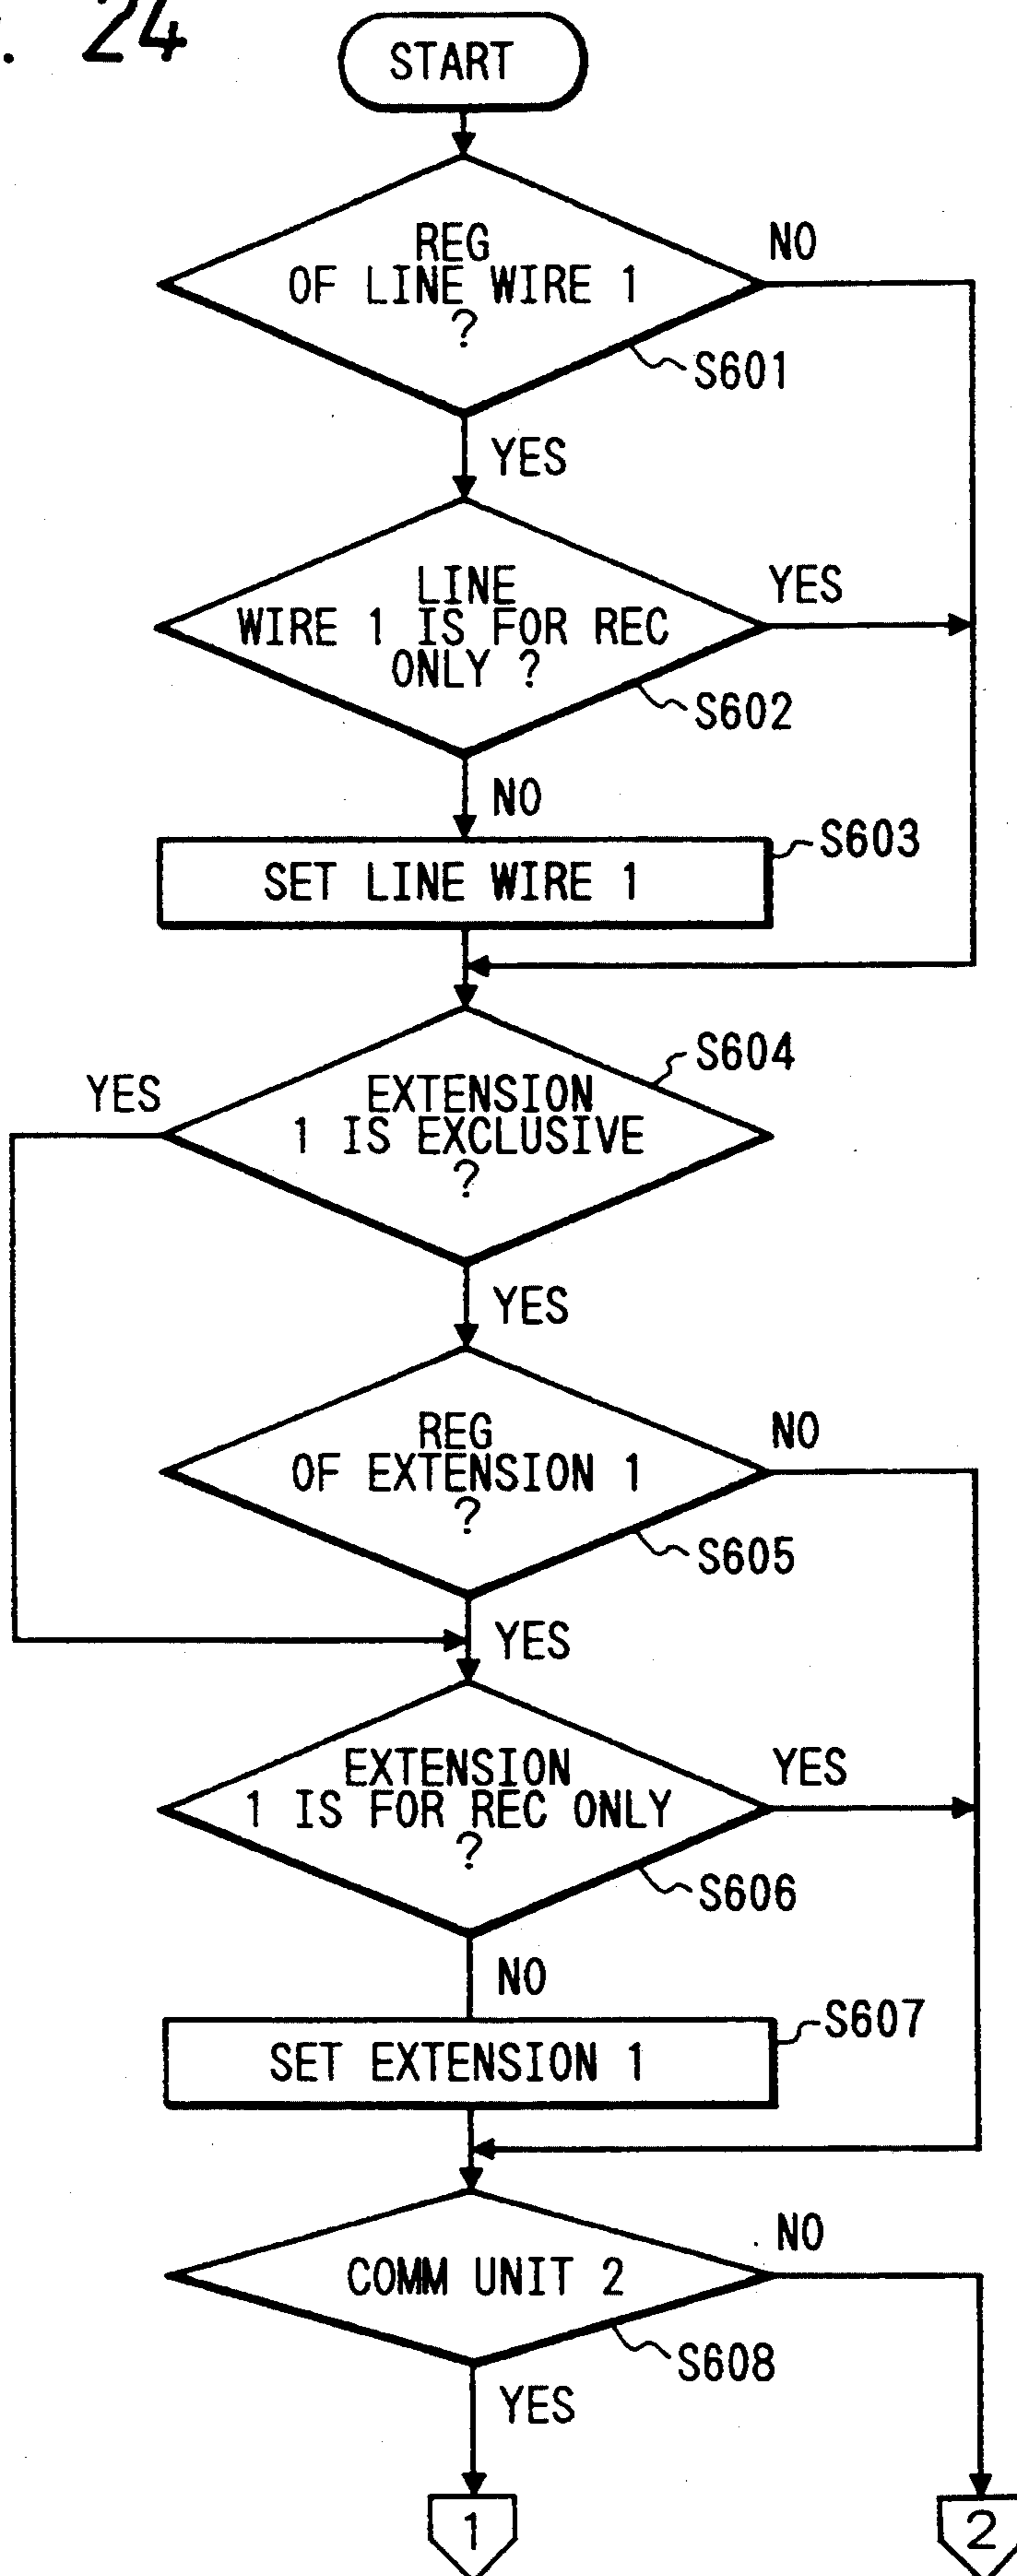 . 24
START
REG
OF LINE WIRE 1
?
NO
S601
YES
LINE
WIRE 1 IS FOR REC
ONLY ?
YES
S602
NO
S603
SET LINE WIRE 1
S604
YES
EXTENSION
1 IS EXCLUSIVE
?
YES
REG
OF EXTENSION 1
?
NO
S605
YES
EXTENSION
1 IS FOR REC ONLY
?
YES
S606
NO
S607
SET EXTENSION 1
NO
COMM UNIT 2
S608
YES
1
2